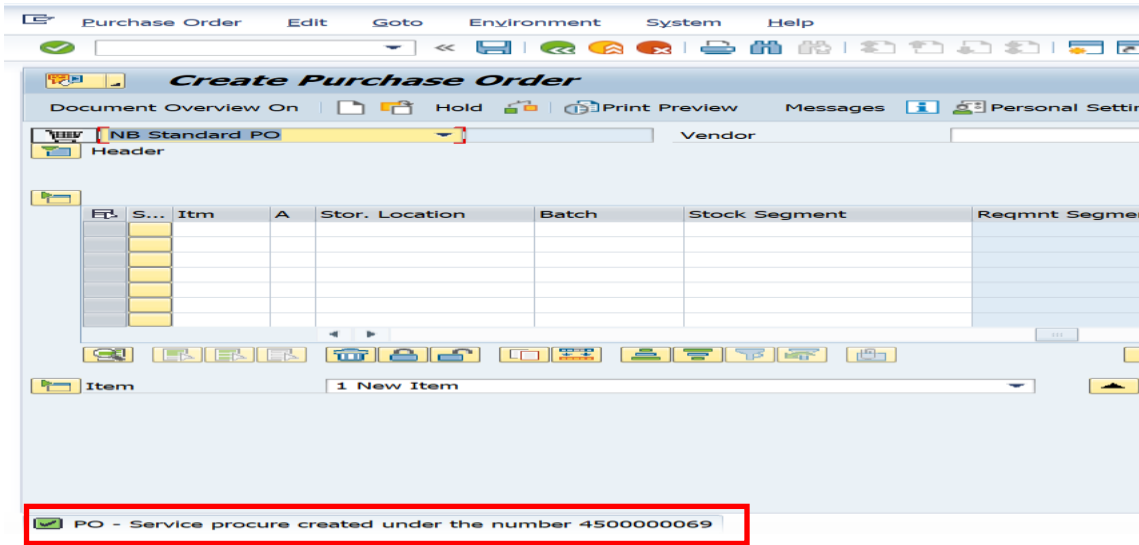 Purchase Order Edit Goto Environment System Help
Create Purchase Order
Document Overview On Hold Print Preview Messages Personal Setti
NB Standard PO Vendor
Header
S... Itm A Stor. Location Batch Stock Segment Reqmnt Segme
Item 1 New Item
PO - Service procure created under the number 4500000069